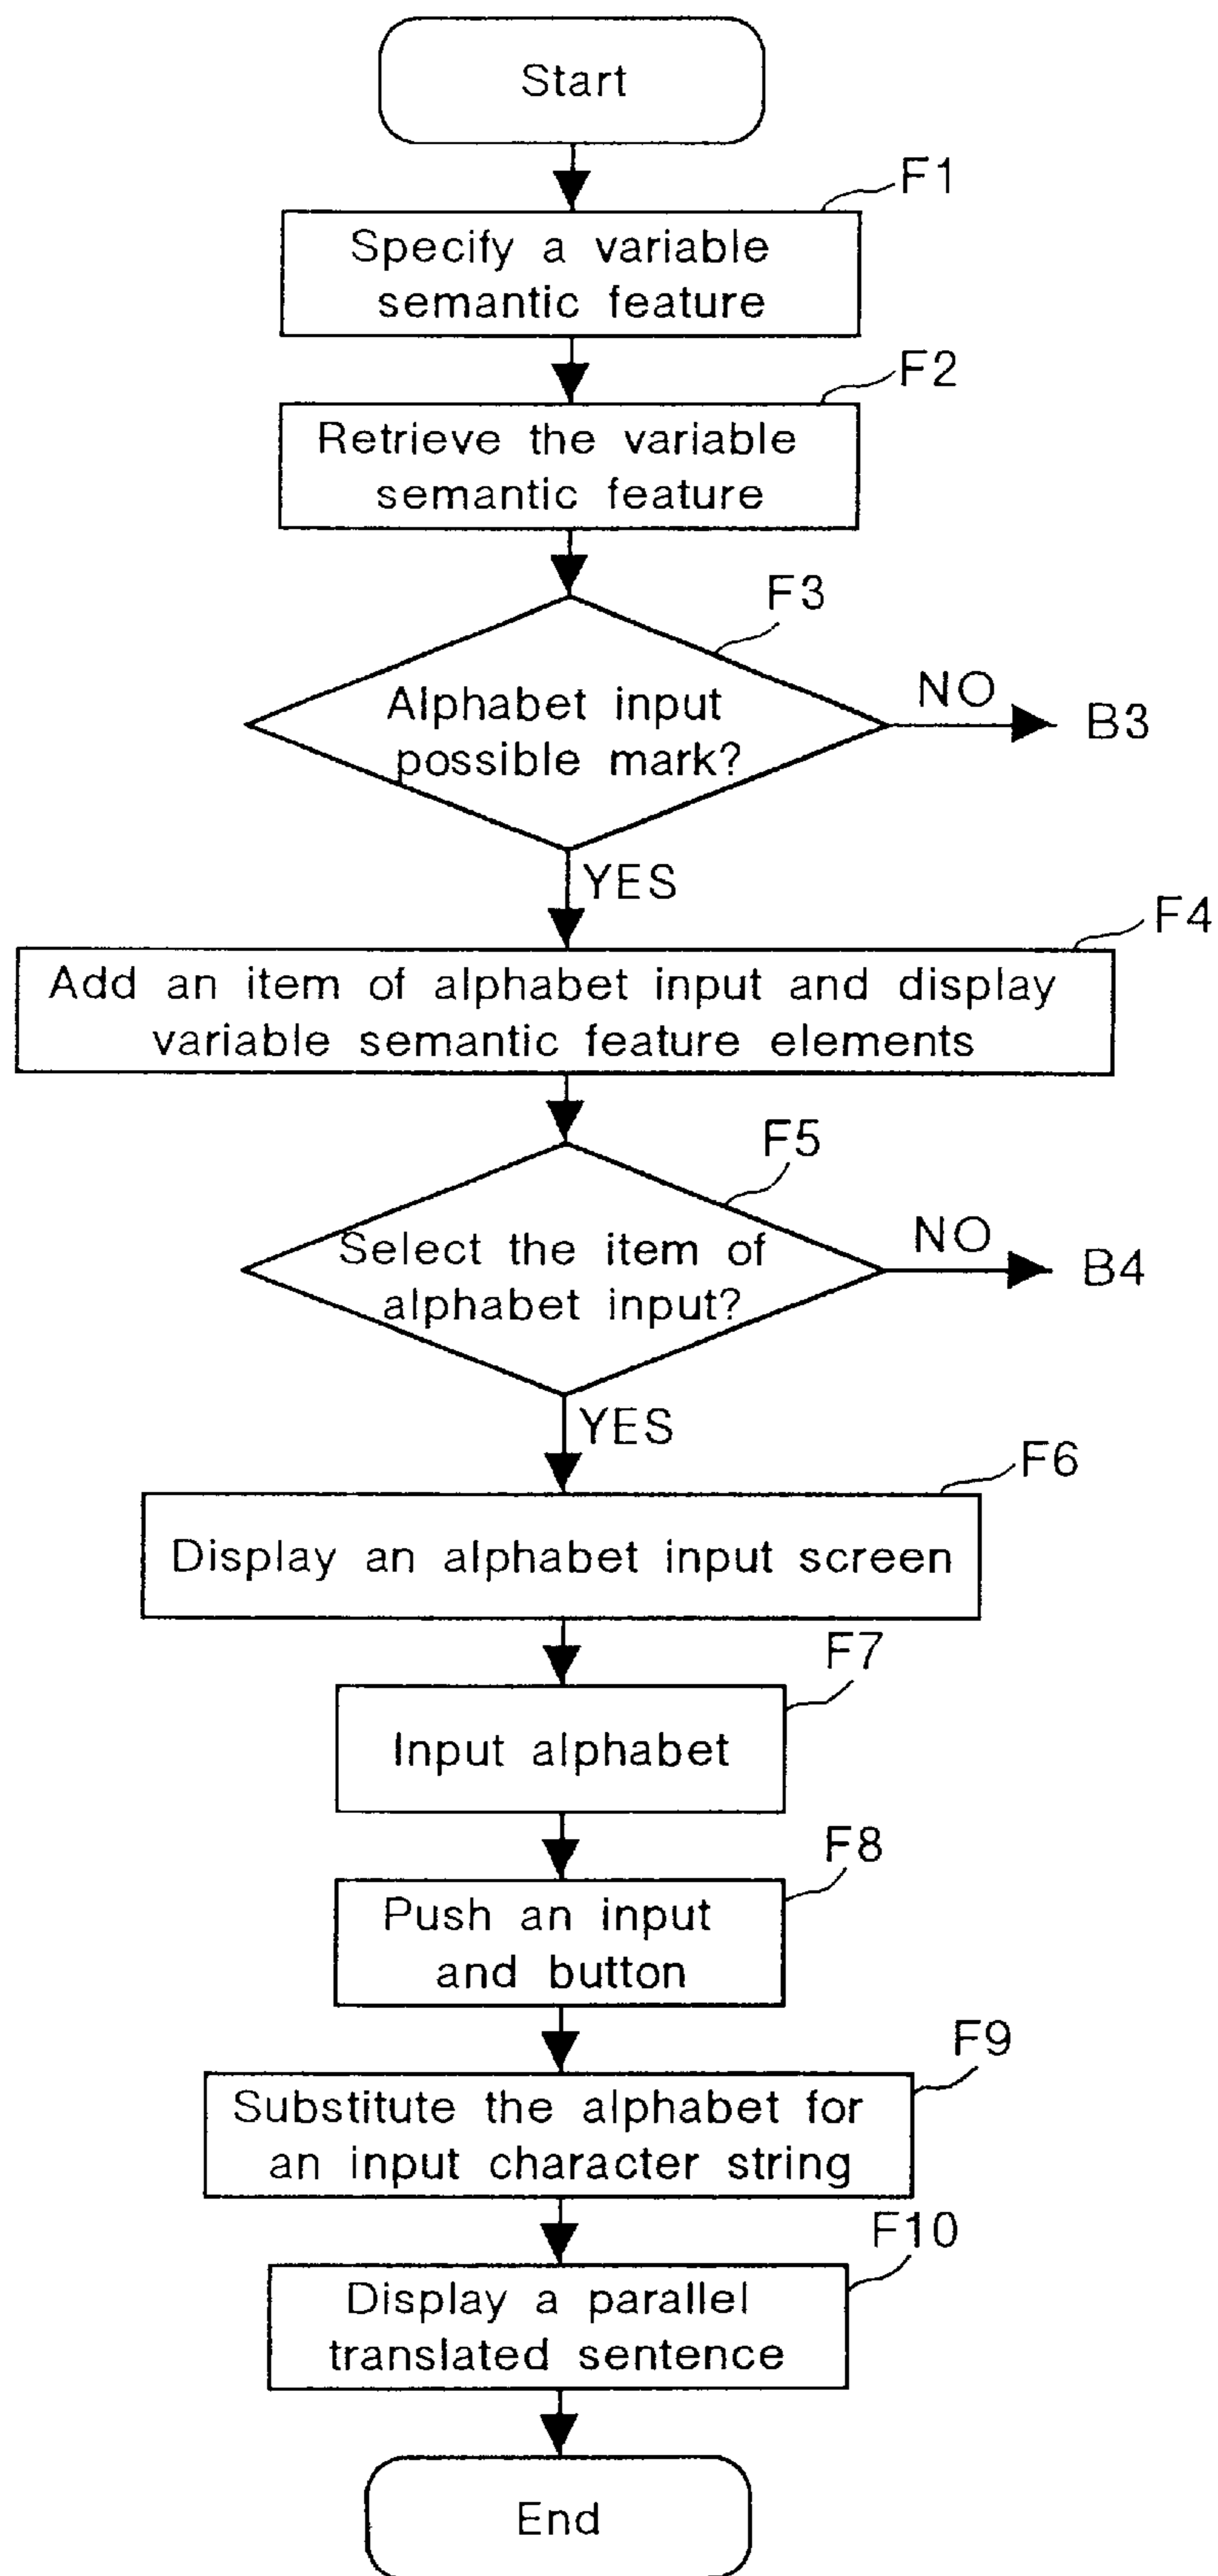 Start
F1
Specify a variable
semantic feature
F2
Retrieve the variable
semantic feature
F3
Alphabet input
possible mark?
NO
B3
YES
F4
Add an item of alphabet input and display
variable semantic feature elements
F5
Select the item of
alphabet input?
NO
B4
YES
F6
Display an alphabet input screen
F7
Input alphabet
F8
Push an input
and button
F9
Substitute the alphabet for
an input character string
F10
Display a parallel
translated sentence
End